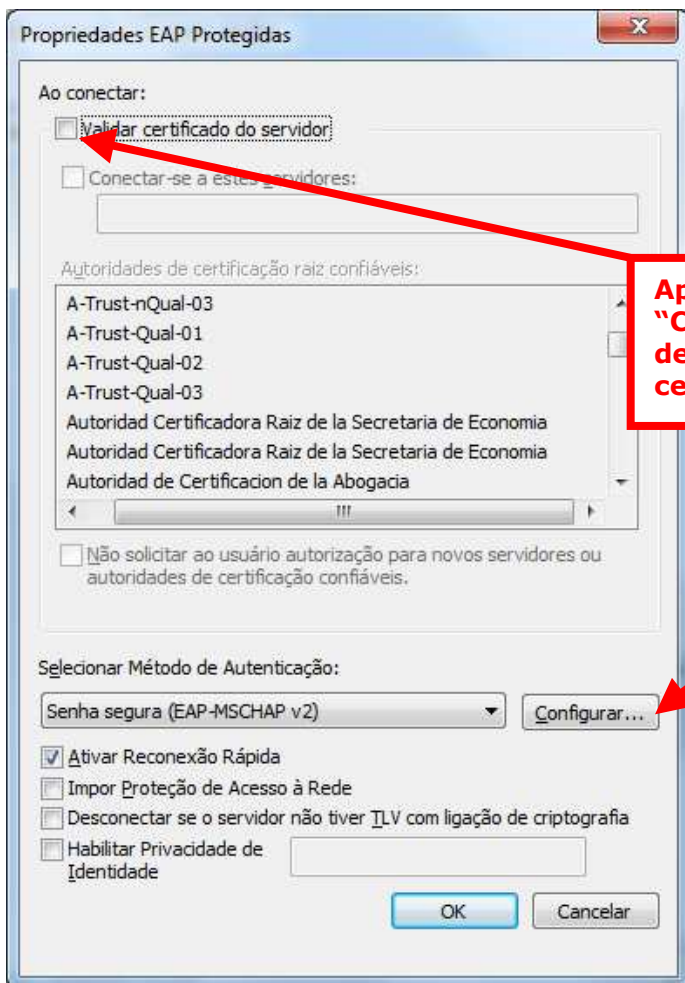 Propriedades EAP Protegidas
Ao conectar:
Validar certificado do servidor
Conectar-se a estes servidores:
Autoridades de certificação raiz confiáveis:
A-Trust-nQual-03
A-Trust-Qual-01
A-Trust-Qual-02
A-Trust-Qual-03
Autoridad Certificadora Raiz de la Secretaria de Economia
Autoridad Certificadora Raiz de la Secretaria de Economia
Autoridad de Certificacion de la Abogacia
Não solicitar ao usuário autorização para novos servidores ou
autoridades de certificação confiáveis.
Selecionar Método de Autenticação:
Senha segura (EAP-MSCHAP v2)
Configurar...
Ativar Reconexão Rápida
Impor Proteção de Acesso à Rede
Desconectar se o servidor não tiver TLV com ligação de criptografia
Habilitar Privacidade de
Identidade
OK
Cancelar